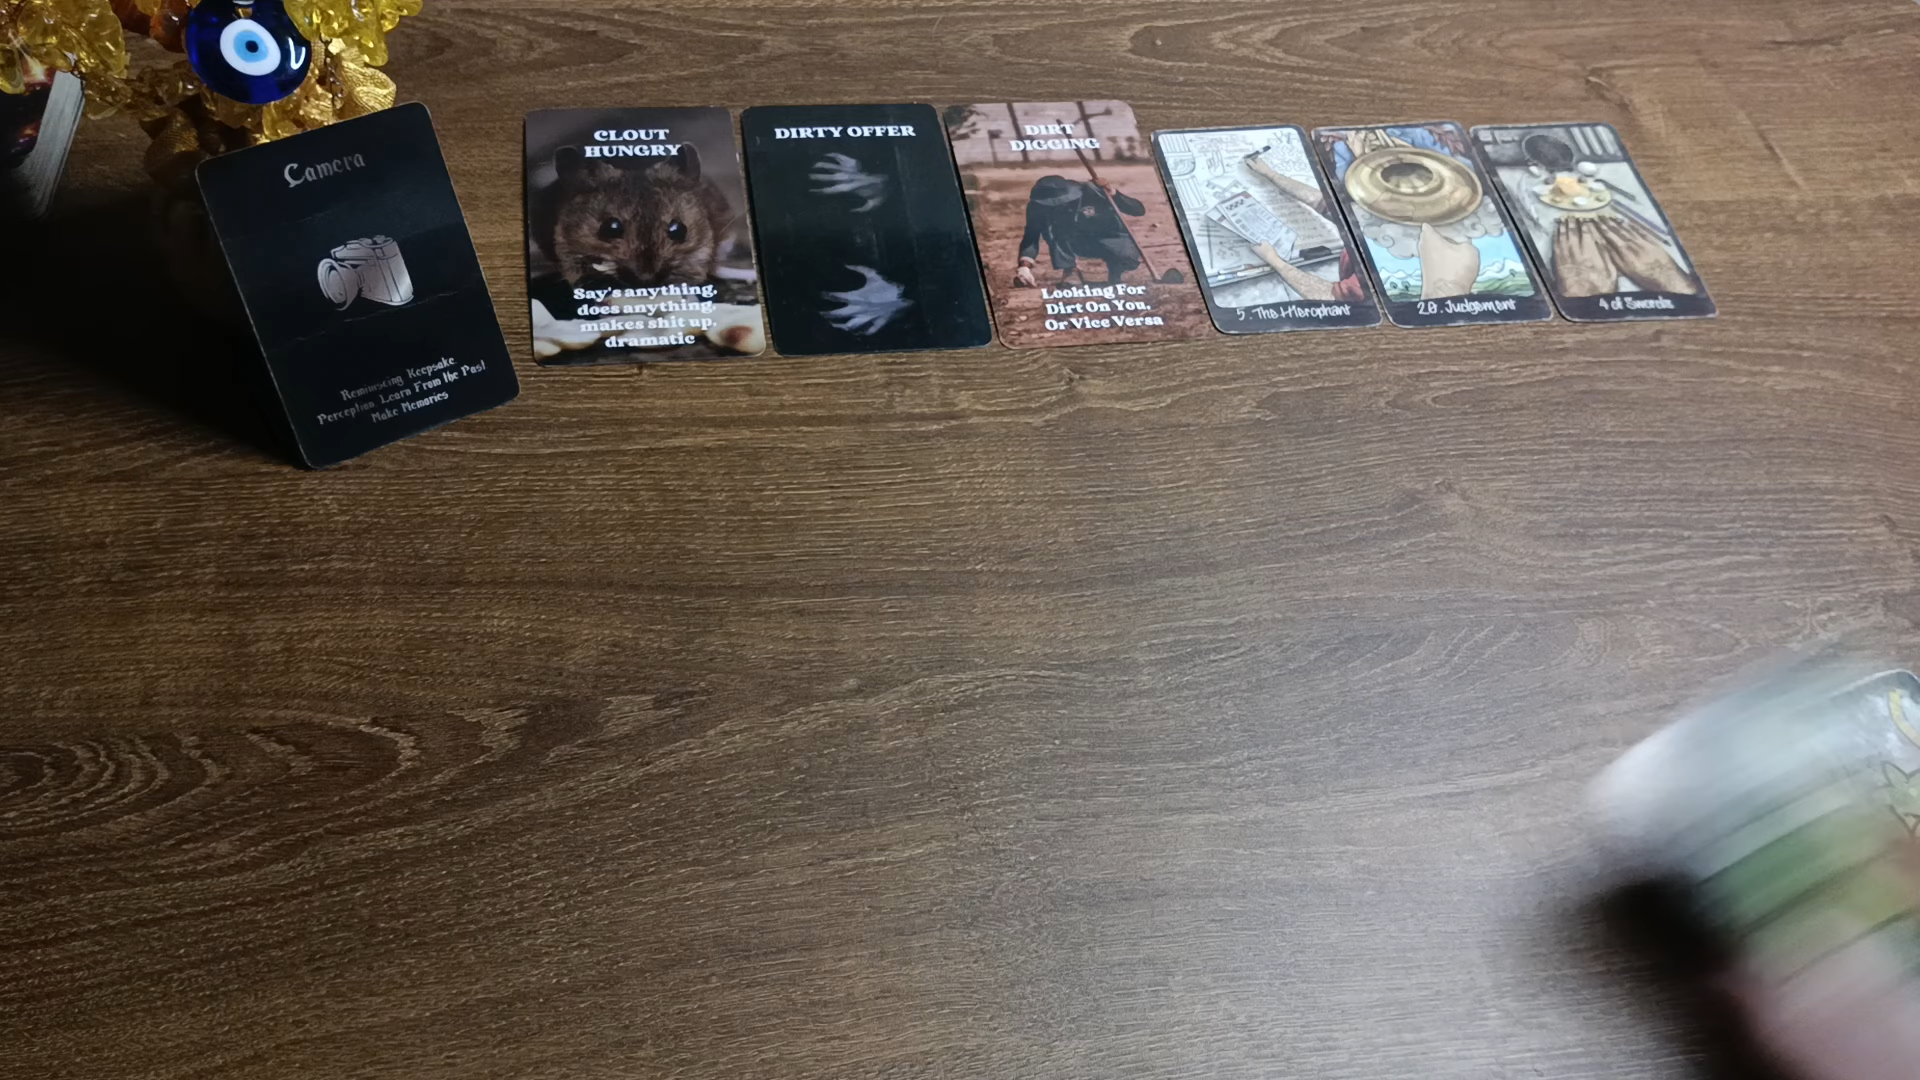 Camera
Reminiscing Keepsake
Perception, Learn From the Past
Make Memories
CLOUT
HUNGRY
Say's anything,
does anything,
makes shit up,
dramatic
DIRTY OFFER
DIRT
DIGGING
Looking For
Dirt On You,
Or Vice Versa
5. The Hierophant
20. Judgement
4 of Swords